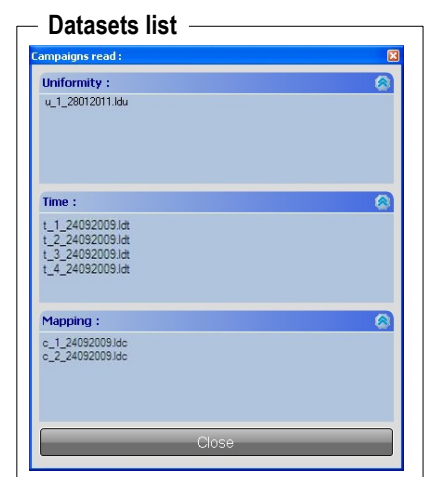 Datasets list
Campaigns read :
Uniformity :
u_1_28012011.ldu
Time :
t_1_24092009.ldt
t_2_24092009.ldt
t_3_24092009.ldt
t_4_24092009.ldt
Mapping :
c_1_24092009.ldc
c_2_24092009.ldc
Close